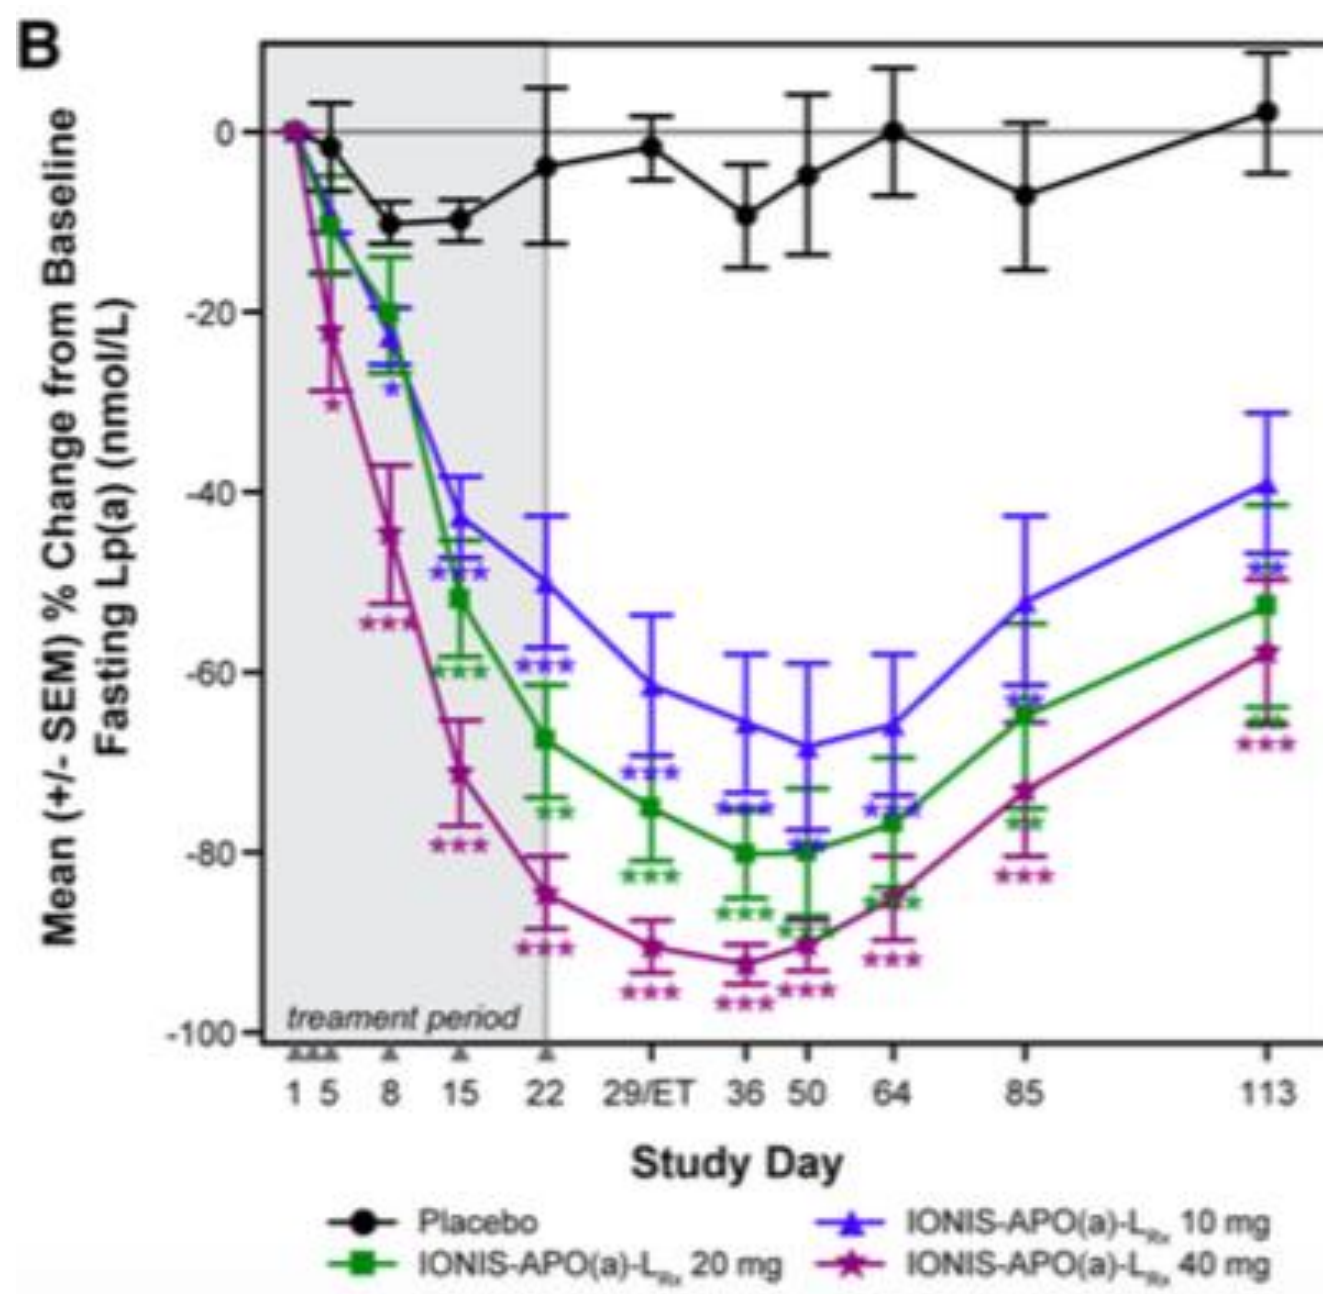 B
Mean (+/- SEM) % Change from Baseline
Fasting Lp(a) (nmol/L)
0
-20
-40
-60
-80
-100
* * *** *** *** *** *** *** *** ** *** *** *** *** *** *** *** ** *** *** *** *** ** ** *** ** ** ***
treament period
1 5 8 15 22 29/ET 36 50 64 85 113
Study Day
Placebo IONIS-APO(a)-LRx 10 mg
IONIS-APO(a)-LRx 20 mg IONIS-APO(a)-LRx 40 mg